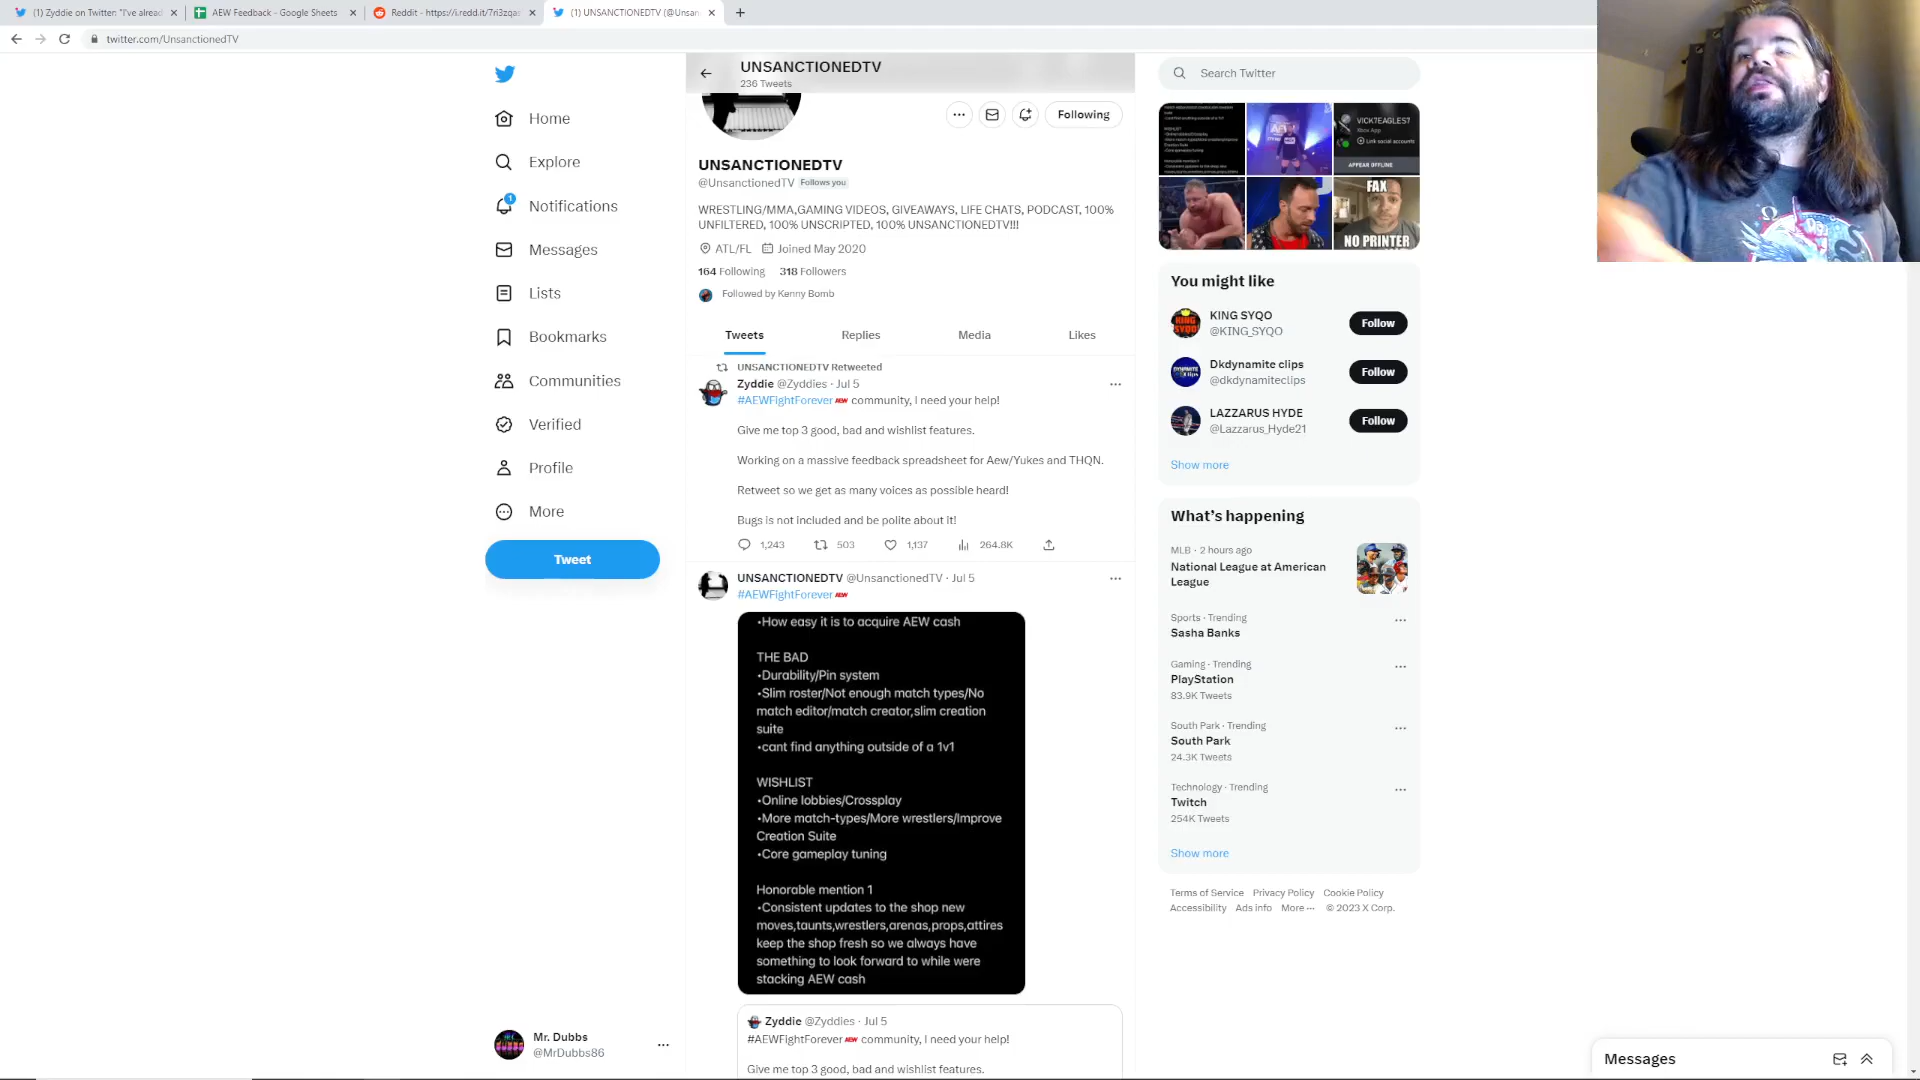 (1) Zyddie on Twitter: "I've alread
AEW Feedback - Google Sheets
Reddit - https://i.redd.it/7ri3zqas
(1) UNSANCTIONEDTV (@Unsan
twitter.com/UnsanctionedTV
Home
Explore
1
Notifications
Messages
Lists
Bookmarks
Communities
Verified
Profile
More
Tweet
Mr. Dubbs
@MrDubbs86
UNSANCTIONEDTV
236 Tweets
Following
UNSANCTIONEDTV
@UnsanctionedTV Follows you
WRESTLING/MMA,GAMING VIDEOS, GIVEAWAYS, LIFE CHATS, PODCAST, 100%
UNFILTERED, 100% UNSCRIPTED, 100% UNSANCTIONEDTV!!!
ATL/FL Joined May 2020
164 Following 318 Followers
Followed by Kenny Bomb
Tweets Replies Media Likes
UNSANCTIONEDTV Retweeted
Zyddie @Zyddies · Jul 5
#AEWFightForever community, I need your help!
Give me top 3 good, bad and wishlist features.
Working on a massive feedback spreadsheet for Aew/Yukes and THQN.
Retweet so we get as many voices as possible heard!
Bugs is not included and be polite about it!
1,243 503 1,137 264.8K
UNSANCTIONEDTV @UnsanctionedTV · Jul 5
#AEWFightForever
•How easy it is to acquire AEW cash
THE BAD
•Durability/Pin system
•Slim roster/Not enough match types/No
match editor/match creator,slim creation
suite
•cant find anything outside of a 1v1
WISHLIST
•Online lobbies/Crossplay
•More match-types/More wrestlers/Improve
Creation Suite
•Core gameplay tuning
Honorable mention 1
•Consistent updates to the shop new
moves,taunts,wrestlers,arenas,props,attires
keep the shop fresh so we always have
something to look forward to while were
stacking AEW cash
Zyddie @Zyddies · Jul 5
#AEWFightForever community, I need your help!
Give me top 3 good, bad and wishlist features.
Search Twitter
VICK7EAGLES7
Xbox App
Link social accounts
APPEAR OFFLINE
FAX
NO PRINTER
You might like
KING SYQO
@KING_SYQO
Follow
Dkdynamite clips
@dkdynamiteclips
Follow
LAZZARUS HYDE
@Lazzarus_Hyde21
Follow
Show more
What's happening
MLB · 2 hours ago
National League at American
League
Sports · Trending
Sasha Banks
Gaming · Trending
PlayStation
83.9K Tweets
South Park · Trending
South Park
24.3K Tweets
Technology · Trending
Twitch
254K Tweets
Show more
Terms of Service Privacy Policy Cookie Policy
Accessibility Ads info More ··· © 2023 X Corp.
Messages